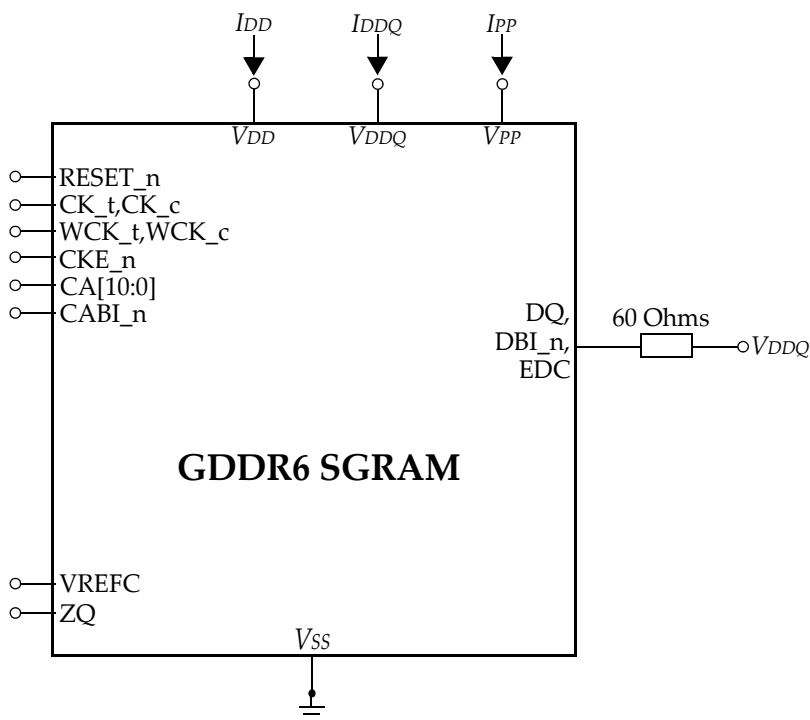 IDD
IDDQ
IPP
VDD
VDDQ
VPP
RESET_n
CK_t,CK_c
WCK_t,WCK_c
CKE_n
CA[10:0]
CABI_n
DQ,
DBI_n,
EDC
60 Ohms
VDDQ
GDDR6 SGRAM
VREFC
ZQ
VSS